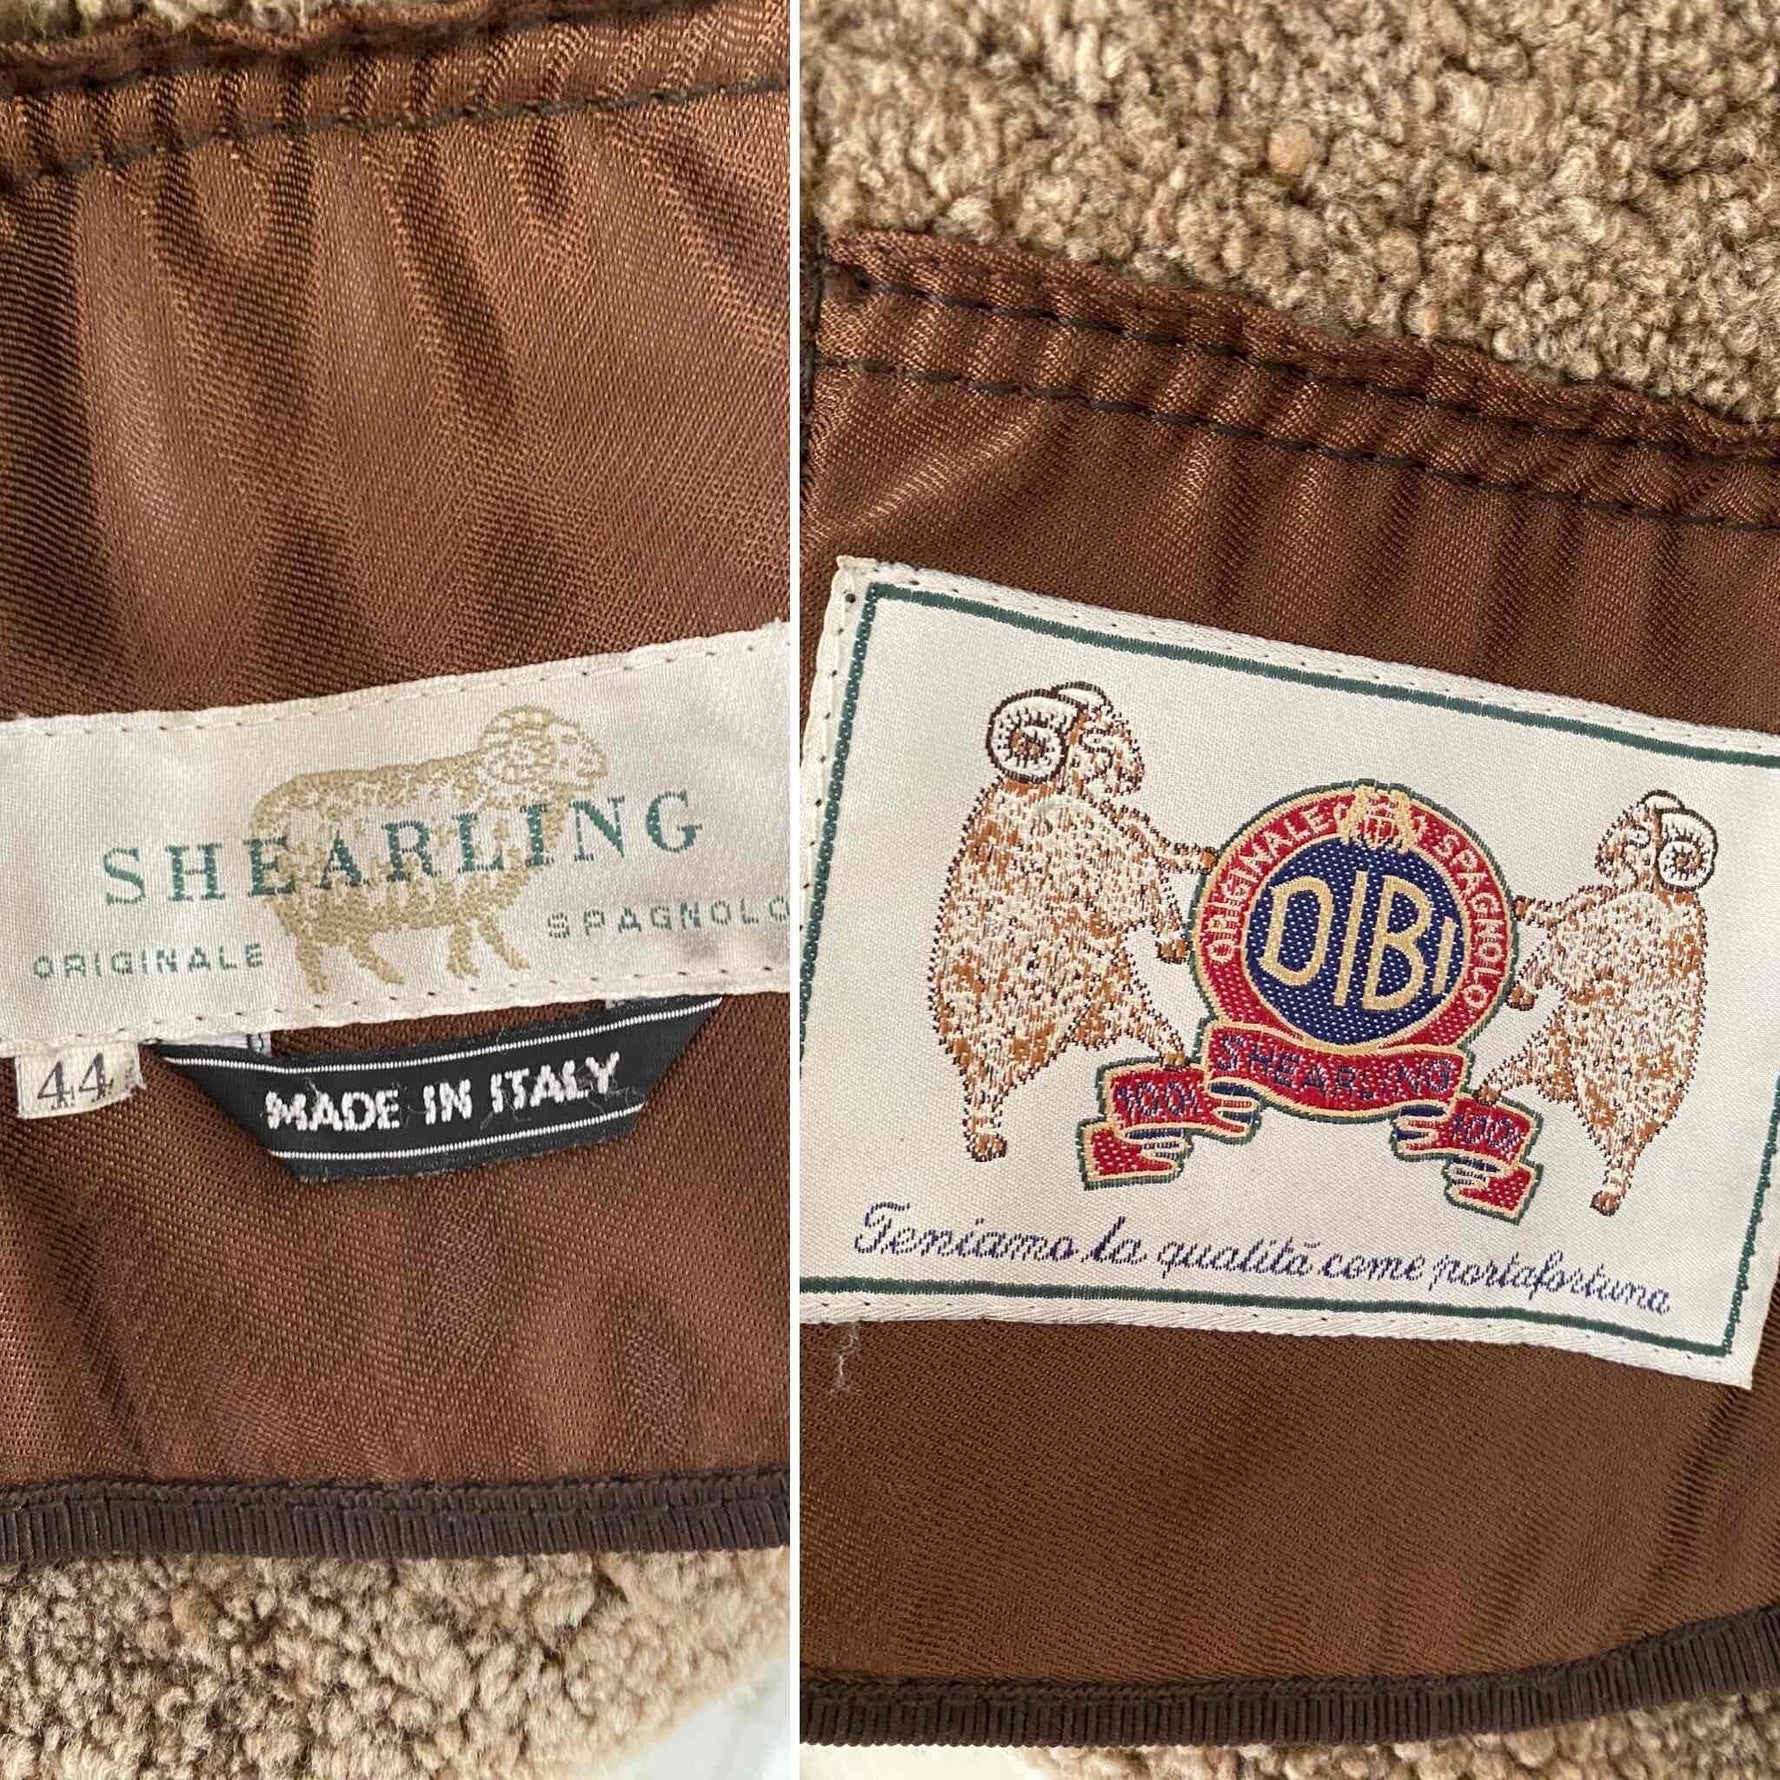 SHEARLING
ORIGINALE SPAGNOLO
44
MADE IN ITALY
ORIGINALE SPAGNOLO
DIBI
SHEARLING
100% 100%
Teniamo la qualità come portafortuna